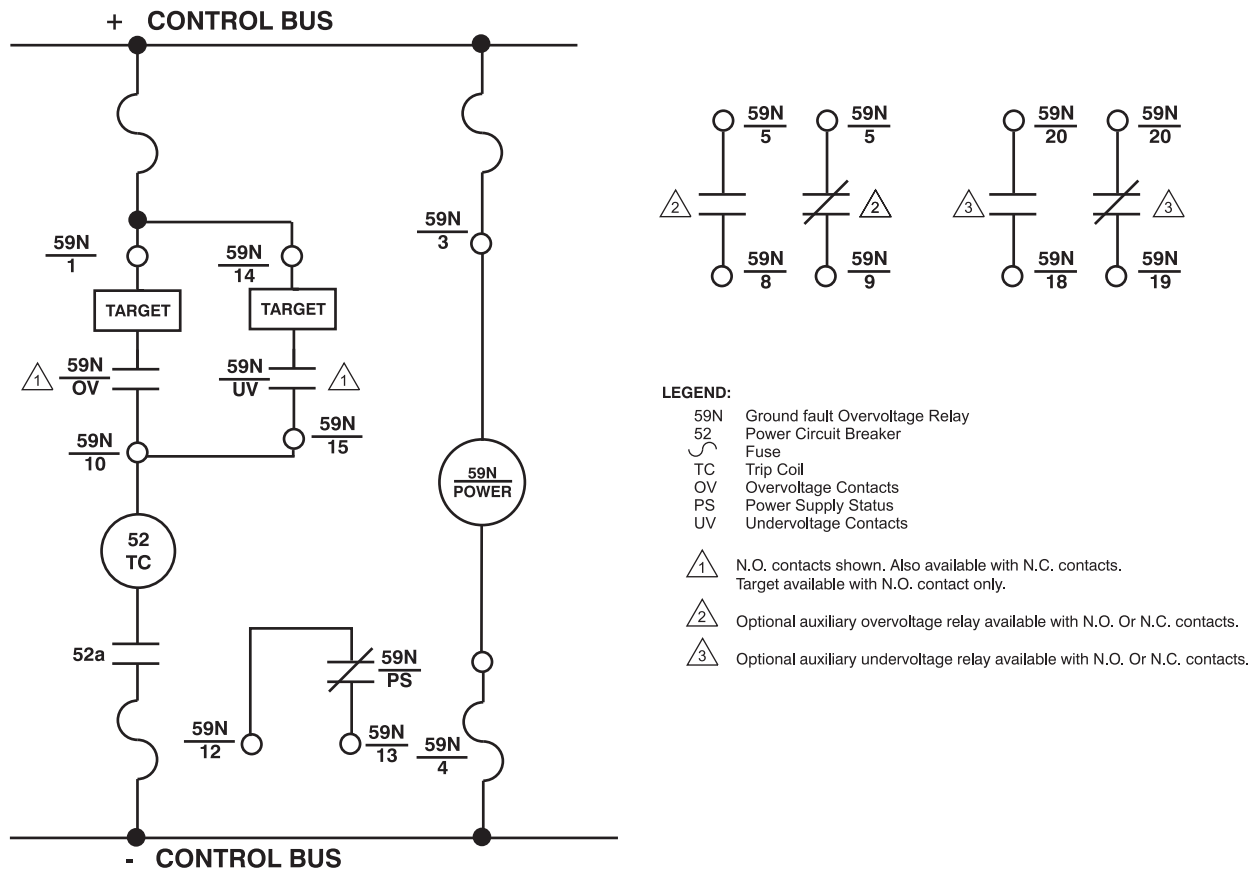 + CONTROL BUS
59N
1
59N
14
TARGET
TARGET
1
59N
OV
59N
UV
1
59N
10
59N
15
52
TC
52a
59N
3
59N
POWER
59N
PS
59N
12
59N
13
59N
4
- CONTROL BUS
59N
5
59N
5
59N
20
59N
20
2
2
3
3
59N
8
59N
9
59N
18
59N
19
LEGEND:
59N Ground fault Overvoltage Relay
52 Power Circuit Breaker
Fuse
TC Trip Coil
OV Overvoltage Contacts
PS Power Supply Status
UV Undervoltage Contacts
1 N.O. contacts shown. Also available with N.C. contacts.
Target available with N.O. contact only.
2 Optional auxiliary overvoltage relay available with N.O. Or N.C. contacts.
3 Optional auxiliary undervoltage relay available with N.O. Or N.C. contacts.